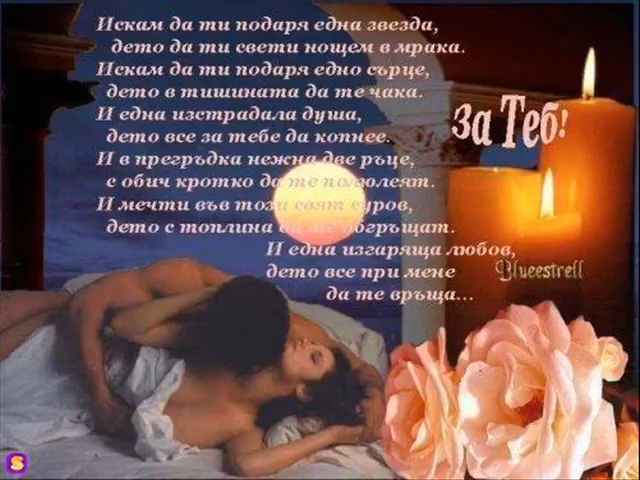 Искам да ти подаря една звезда,
дето да ти свети нощем в мрака.
Искам да ти подаря едно сърце,
дето в тишината да те чака.
И една изстрадала душа,
дето все за тебе да копнее.
И в прегръдка нежна две ръце,
с обич кротко да те полюлеят.
И мечти във този свят суров,
дето с топлина да те обгръщат.
И една изгаряща любов,
дето все при мене
да те връща...
За Теб!
Blueestrell
S